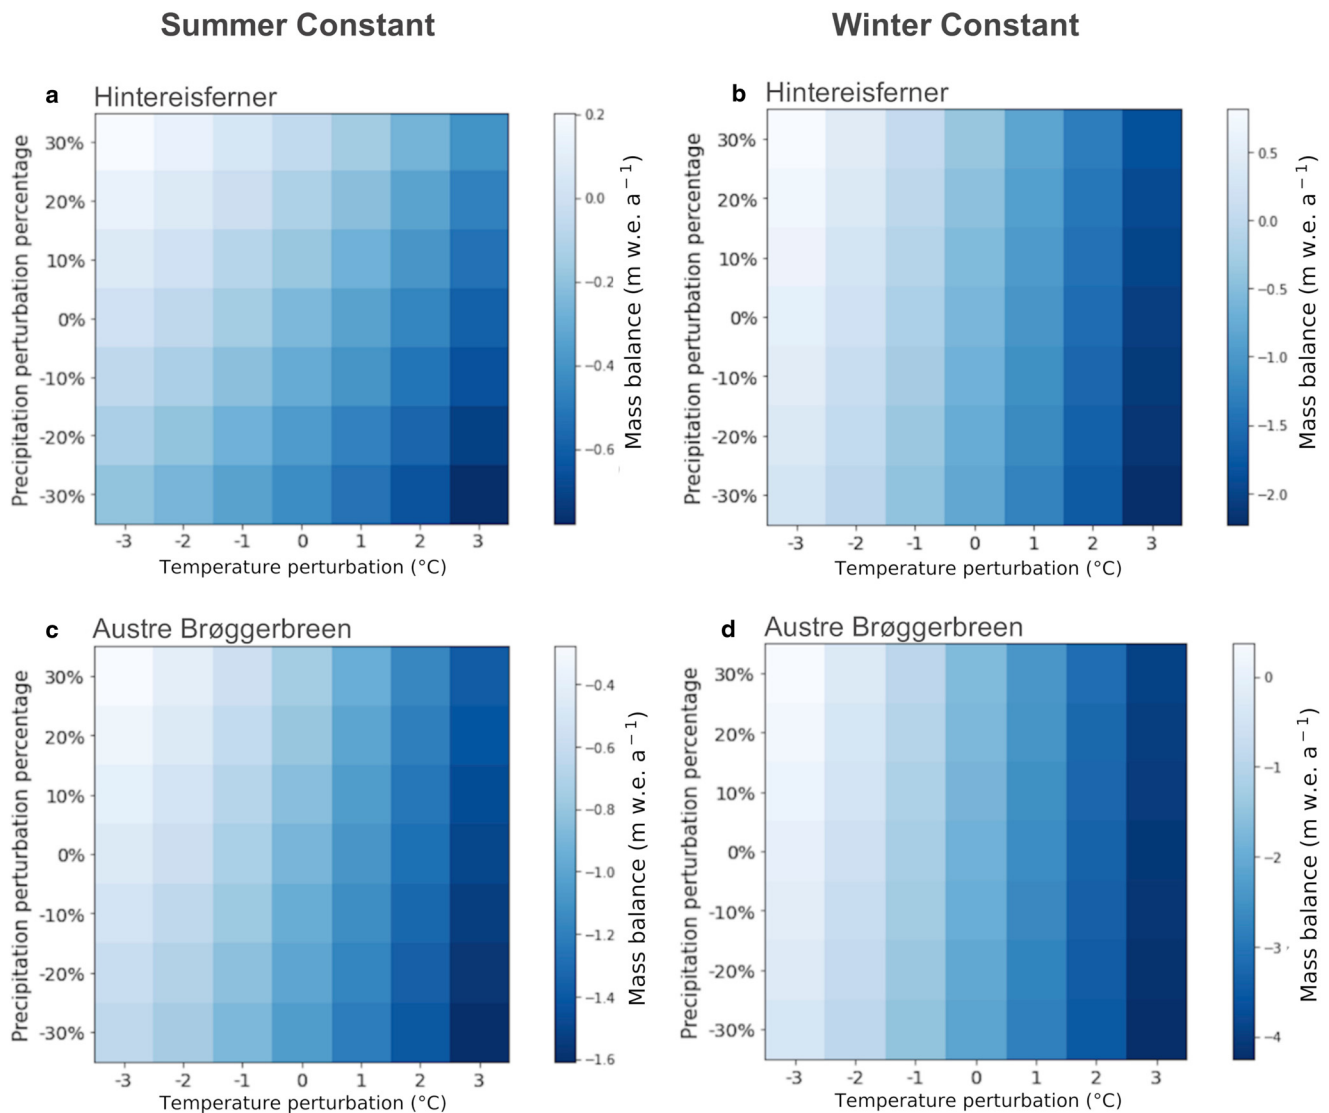 Summer Constant
Winter Constant
a Hintereisferner
Precipitation perturbation percentage
30%
20%
10%
0%
-10%
-20%
-30%
-3 -2 -1 0 1 2 3
Temperature perturbation (°C)
0.2
0.0
−0.2
−0.4
−0.6
Mass balance (m w.e. a−1)
b Hintereisferner
Precipitation perturbation percentage
30%
20%
10%
0%
-10%
-20%
-30%
-3 -2 -1 0 1 2 3
Temperature perturbation (°C)
0.5
0.0
−0.5
−1.0
−1.5
−2.0
Mass balance (m w.e. a−1)
c Austre Brøggerbreen
Precipitation perturbation percentage
30%
20%
10%
0%
-10%
-20%
-30%
-3 -2 -1 0 1 2 3
Temperature perturbation (°C)
−0.4
−0.6
−0.8
−1.0
−1.2
−1.4
−1.6
Mass balance (m w.e. a−1)
d Austre Brøggerbreen
Precipitation perturbation percentage
30%
20%
10%
0%
-10%
-20%
-30%
-3 -2 -1 0 1 2 3
Temperature perturbation (°C)
0
−1
−2
−3
−4
Mass balance (m w.e. a−1)